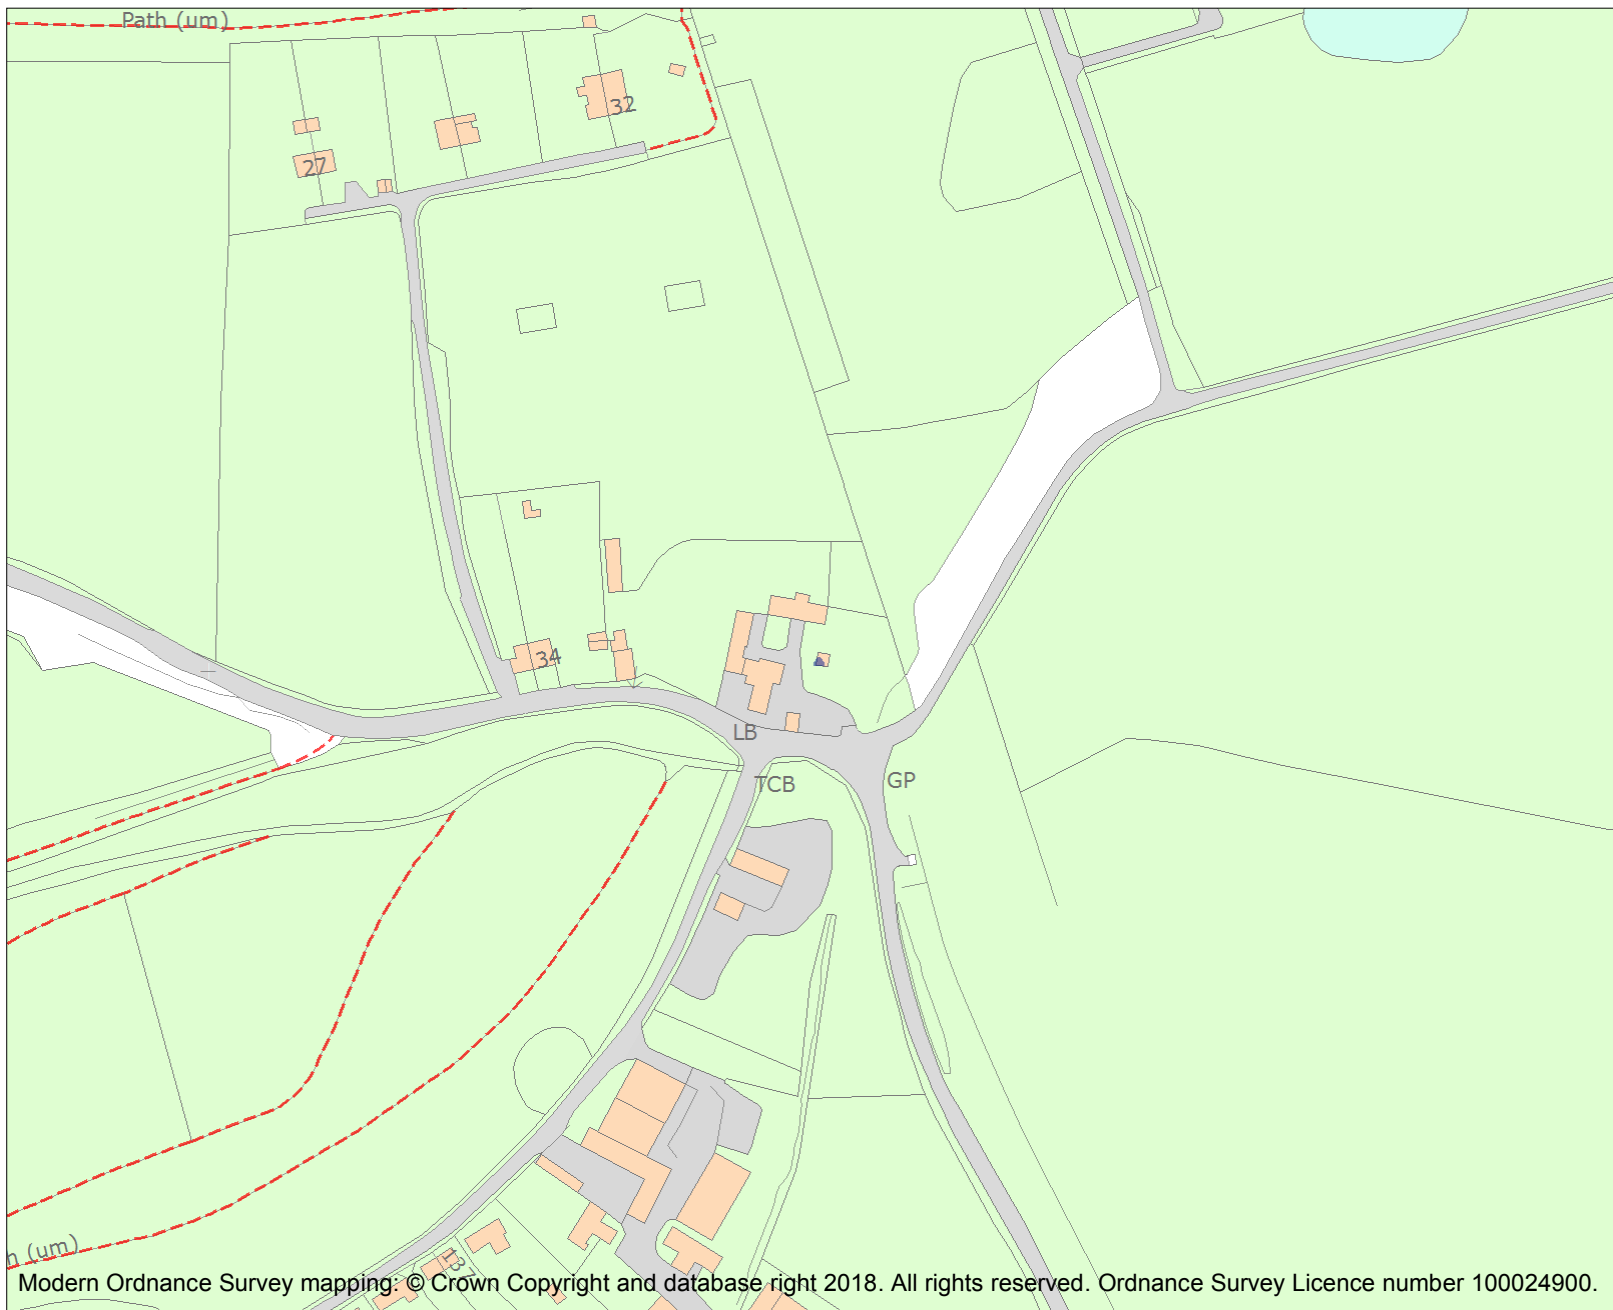 Path (um)
32
27
34
LB
TCB
GP
h (um)
137
Modern Ordnance Survey mapping: © Crown Copyright and database right 2018. All rights reserved. Ordnance Survey Licence number 100024900.